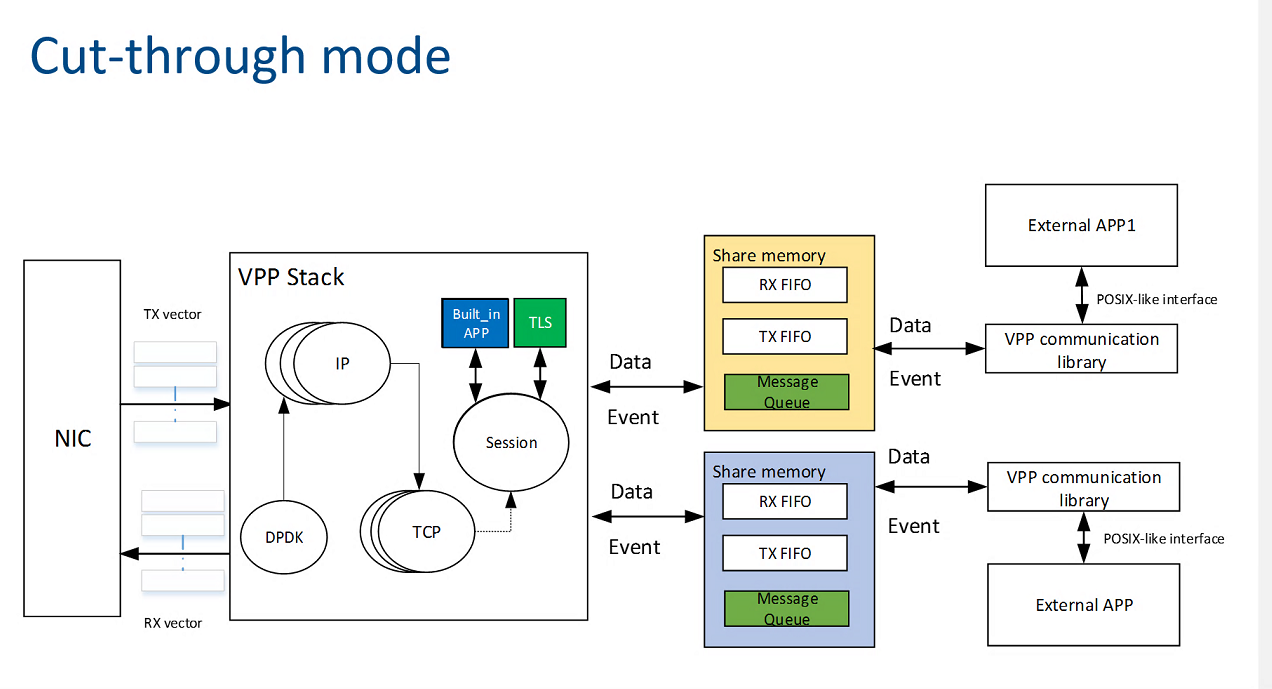 Cut-through mode
NIC
TX vector
RX vector
VPP Stack
IP
DPDK
TCP
Built_in
APP
TLS
Session
Data
Event
Data
Event
Share memory
RX FIFO
TX FIFO
Message
Queue
Share memory
RX FIFO
TX FIFO
Message
Queue
Data
Event
Data
Event
External APP1
POSIX-like interface
VPP communication
library
VPP communication
library
POSIX-like interface
External APP